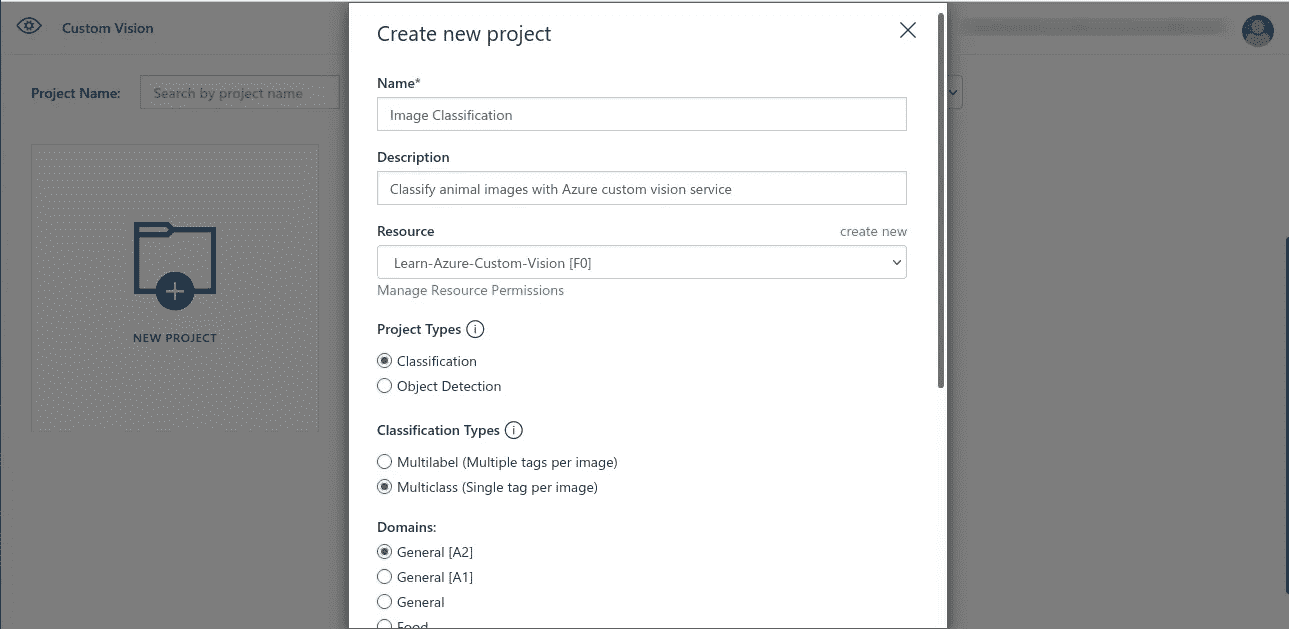 Custom Vision
Project Name:
Search by project name
NEW PROJECT
Create new project
Name*
Image Classification
Description
Classify animal images with Azure custom vision service
Resource
create new
Learn-Azure-Custom-Vision [F0]
Manage Resource Permissions
Project Types
i
Classification
Object Detection
Classification Types
i
Multilabel (Multiple tags per image)
Multiclass (Single tag per image)
Domains:
General [A2]
General [A1]
General
Food